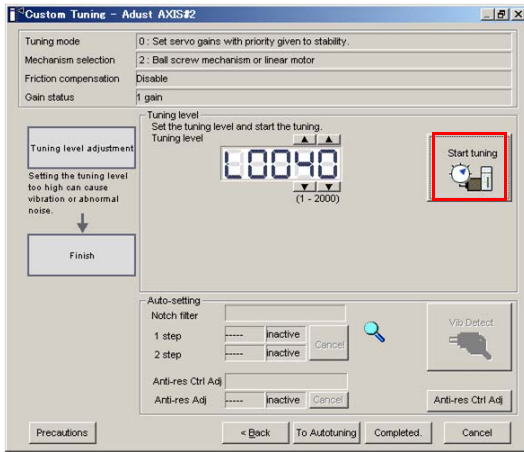 Custom Tuning - Adust AXIS#2
Tuning mode 0 : Set servo gains with priority given to stability.
Mechanism selection 2 : Ball screw mechanism or linear motor
Friction compensation Disable
Gain status 1 gain
Tuning level
Set the tuning level and start the tuning.
Tuning level
Tuning level adjustment
L0040
Start tuning
(1 - 2000)
Setting the tuning level
too high can cause
vibration or abnormal
noise.
Finish
Auto-setting
Notch filter
1 step ----- inactive
2 step ----- inactive
Cancel
Vib Detect
Anti-res Ctrl Adj
Anti-res Adj ----- inactive Cancel
Anti-res Ctrl Adj
Precautions < Back To Autotuning Completed. Cancel